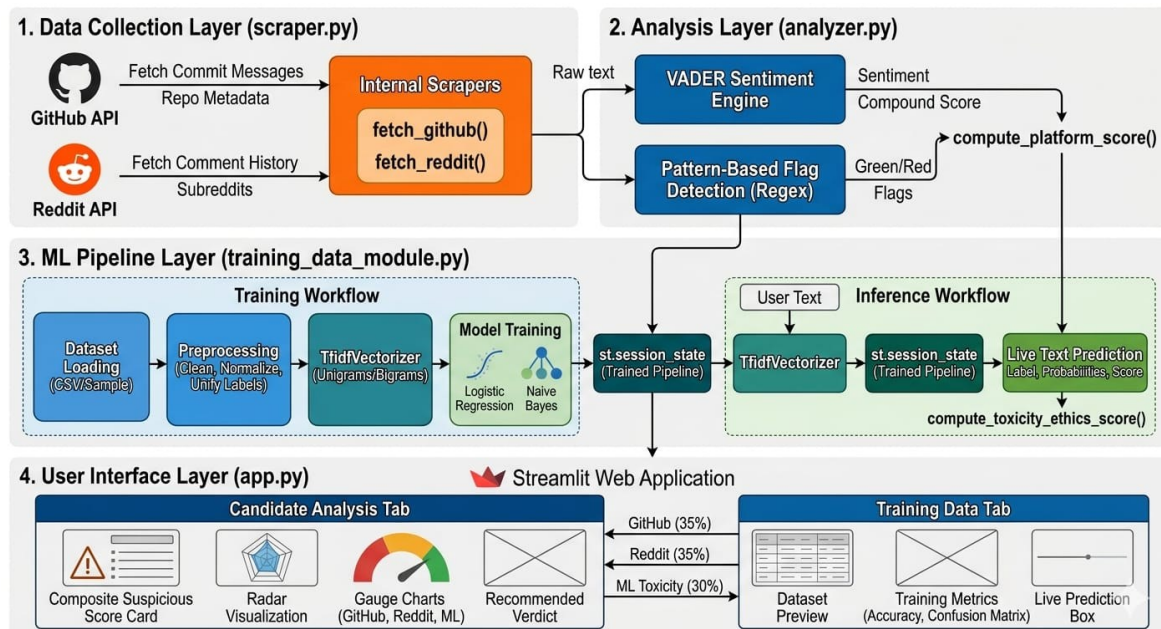 1. Data Collection Layer (scraper.py)
GitHub API
Fetch Commit Messages
Repo Metadata
Reddit API
Fetch Comment History
Subreddits
Internal Scrapers
fetch_github()
fetch_reddit()
Raw text
2. Analysis Layer (analyzer.py)
VADER Sentiment
Engine
Sentiment
Compound Score
Pattern-Based Flag
Detection (Regex)
Green/Red
Flags
compute_platform_score()
3. ML Pipeline Layer (training_data_module.py)
Training Workflow
Dataset
Loading
(CSV/Sample)
Preprocessing
(Clean, Normalize,
Unify Labels)
TfidfVectorizer
(Unigrams/Bigrams)
Model Training
Logistic
Regression
Naive
Bayes
st.session_state
(Trained Pipeline)
Inference Workflow
User Text
TfidfVectorizer
st.session_state
(Trained Pipeline)
Live Text Prediction
Label, Probabilities, Score
compute_toxicity_ethics_score()
4. User Interface Layer (app.py)
Streamlit Web Application
Candidate Analysis Tab
Composite Suspicious
Score Card
Radar
Visualization
Gauge Charts
(GitHub, Reddit, ML)
Recommended
Verdict
GitHub (35%)
Reddit (35%)
ML Toxicity (30%)
Training Data Tab
Dataset
Preview
Training Metrics
(Accuracy, Confusion Matrix)
Live Prediction
Box